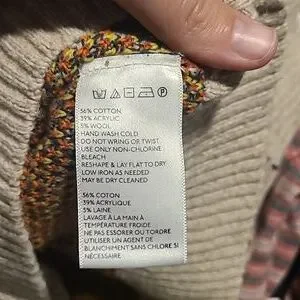 56% COTTON
39% ACRYLIC
5% WOOL
HAND WASH COLD
DO NOT WRING OR TWIST
USE ONLY NON-CHLORINE
BLEACH
RESHAPE & LAY FLAT TO DRY
LOW IRON AS NEEDED
MAY BE DRY CLEANED
56% COTON
39% ACRYLIQUE
5% LAINE
LAVAGE À LA MAIN À
TEMPÉRATURE FROIDE
NE PAS ESSORER OU TORDRE
UTILISER UN AGENT DE
BLANCHIMENT SANS CHLORE SI
NÉCESSAIRE